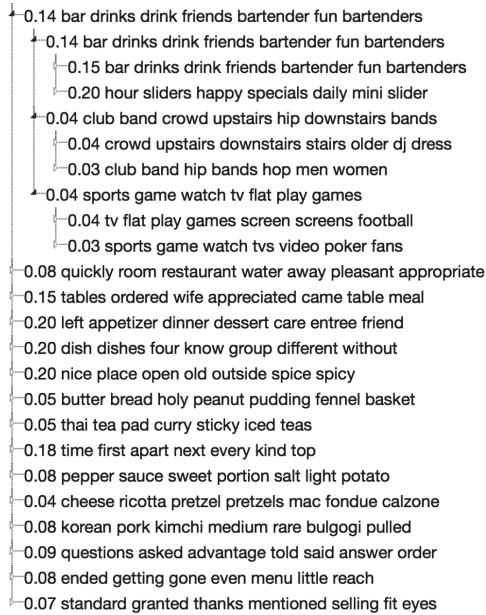 0.14 bar drinks drink friends bartender fun bartenders
0.14 bar drinks drink friends bartender fun bartenders
0.15 bar drinks drink friends bartender fun bartenders
0.20 hour sliders happy specials daily mini slider
0.04 club band crowd upstairs hip downstairs bands
0.04 crowd upstairs downstairs stairs older dj dress
0.03 club band hip bands hop men women
0.04 sports game watch tv flat play games
0.04 tv flat play games screen screens football
0.03 sports game watch tvs video poker fans
0.08 quickly room restaurant water away pleasant appropriate
0.15 tables ordered wife appreciated came table meal
0.20 left appetizer dinner dessert care entree friend
0.20 dish dishes four know group different without
0.20 nice place open old outside spice spicy
0.05 butter bread holy peanut pudding fennel basket
0.05 thai tea pad curry sticky iced teas
0.18 time first apart next every kind top
0.08 pepper sauce sweet portion salt light potato
0.04 cheese ricotta pretzel pretzels mac fondue calzone
0.08 korean pork kimchi medium rare bulgogi pulled
0.09 questions asked advantage told said answer order
0.08 ended getting gone even menu little reach
0.07 standard granted thanks mentioned selling fit eyes